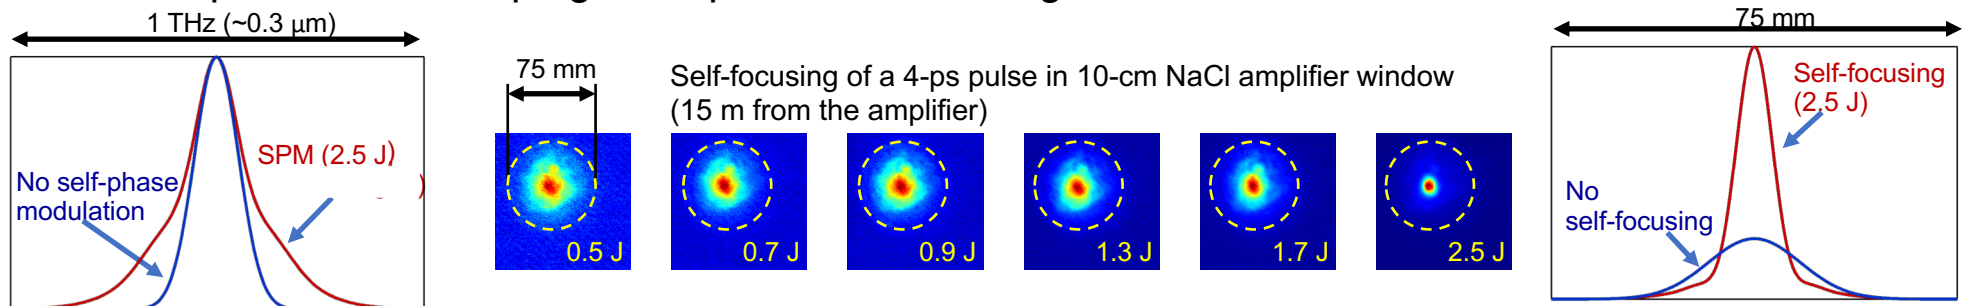 1 THz (~0.3 µm)
No self-phase
modulation
SPM (2.5 J)
)
75 mm
Self-focusing of a 4-ps pulse in 10-cm NaCl amplifier window
(15 m from the amplifier)
0.5 J
0.7 J
0.9 J
1.3 J
1.7 J
2.5 J
75 mm
Self-focusing
(2.5 J)
No
self-focusing